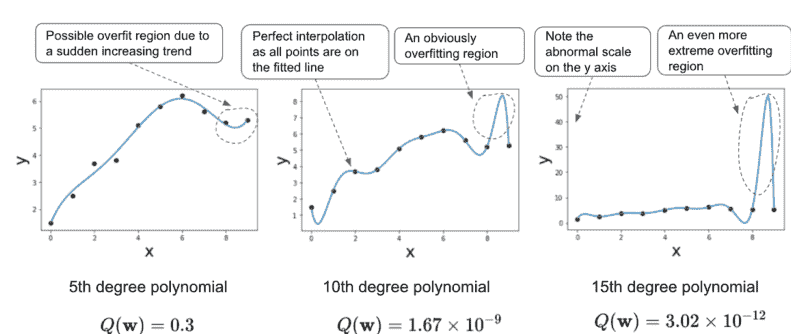 Possible overfit region due to
a sudden increasing trend
Perfect interpolation
as all points are on
the fitted line
An obviously
overfitting region
Note the
abnormal scale
on the y axis
An even more
extreme overfitting
region
6
5
4
3
2
y
0
2
4
6
8
x
8
7
6
5
4
3
2
1
y
0
2
4
6
8
x
50
40
30
20
10
0
y
0
2
4
6
8
x
5th degree polynomial
10th degree polynomial
15th degree polynomial
Q(w) = 0.3
Q(w) = 1.67 × 10⁻⁹
Q(w) = 3.02 × 10⁻¹²